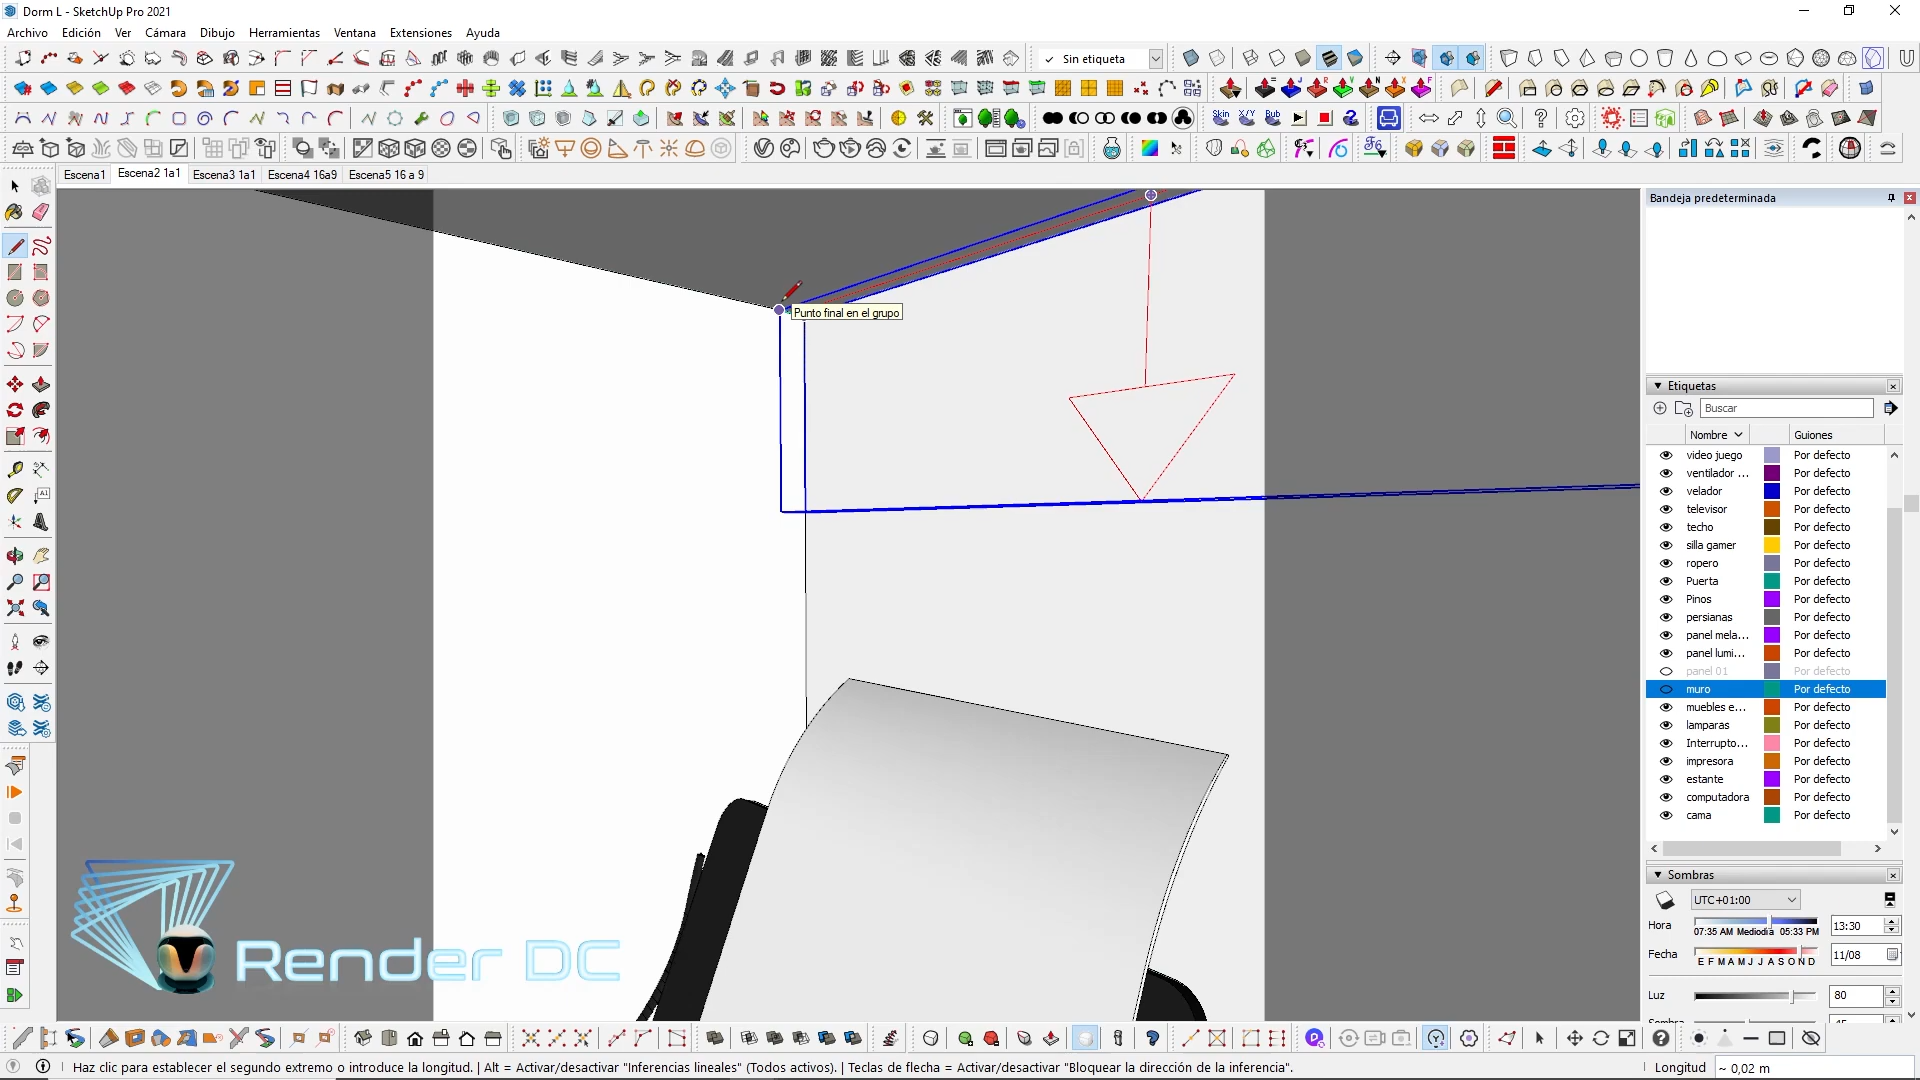 Dorm L - SketchUp Pro 2021
Archivo Edición Ver Cámara Dibujo Herramientas Ventana Extensiones Ayuda
Sin etiqueta
Skin X/Y Bub
Escena1 Escena2 1a1 Escena3 1a1 Escena4 16a9 Escena5 16 a 9
Bandeja predeterminada
Punto final en el grupo
Etiquetas
Buscar
Nombre Guiones
video juego Por defecto
ventilador ... Por defecto
velador Por defecto
televisor Por defecto
techo Por defecto
silla gamer Por defecto
ropero Por defecto
Puerta Por defecto
Pinos Por defecto
persianas Por defecto
panel mela... Por defecto
panel lumi... Por defecto
panel 01 Por defecto
muro Por defecto
muebles e... Por defecto
lamparas Por defecto
Interrupto... Por defecto
impresora Por defecto
estante Por defecto
computadora Por defecto
cama Por defecto
Sombras
UTC+01:00
Hora 07:35 AM Mediodía 05:33 PM 13:30
Fecha E F M A M J J A S O N D 11/08
Luz 80
Render DC
Haz clic para establecer el segundo extremo o introduce la longitud. | Alt = Activar/desactivar "Inferencias lineales" (Todos activos). | Teclas de flecha = Activar/desactivar "Bloquear la dirección de la inferencia".
Longitud ~ 0,02 m